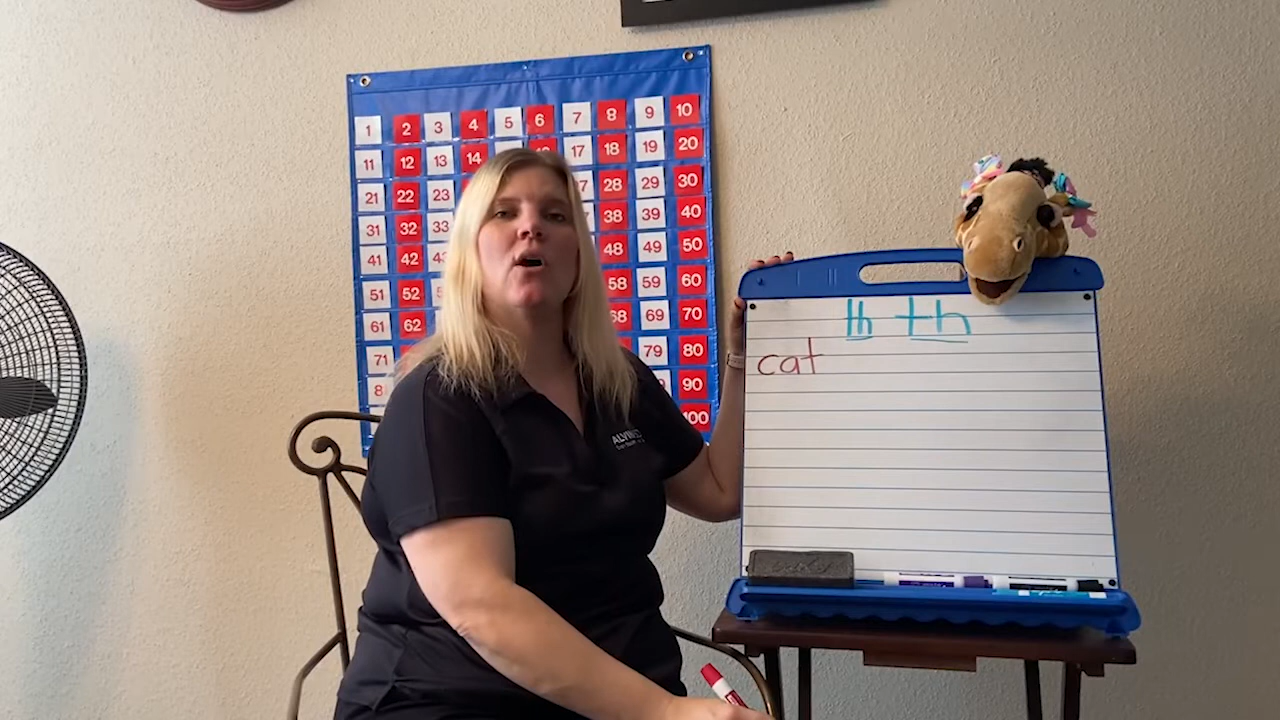 1 2 3 4 5 6 7 8 9 10
11 12 13 14 17 18 19 20
21 22 23 28 29 30
31 32 33 38 39 40
41 42 48 49 50
51 52 58 59 60
61 62 68 69 70
71 79 80
90
100
th th
cat